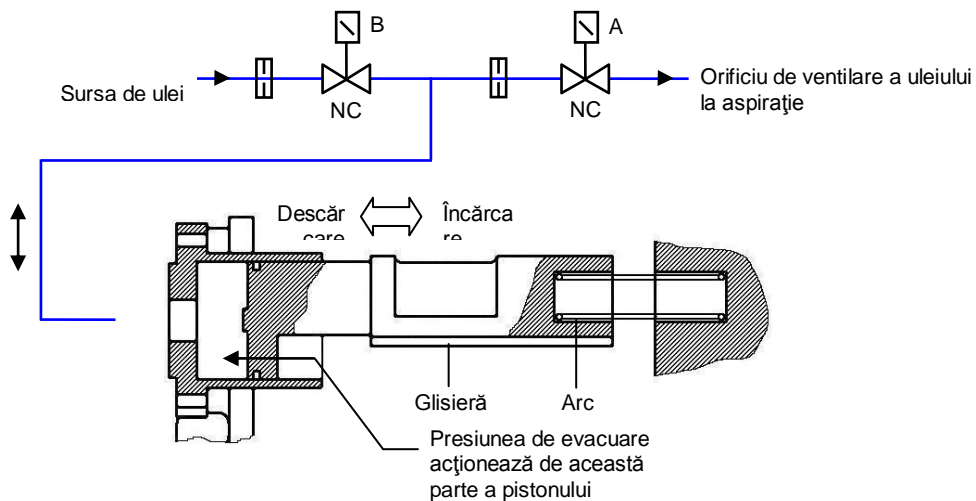 B
A
Sursa de ulei
NC
NC
Orificiu de ventilare a uleiului
la aspiraţie
Descăr
care
Încărca
re
Glisieră
Arc
Presiunea de evacuare
acţionează de această
parte a pistonului